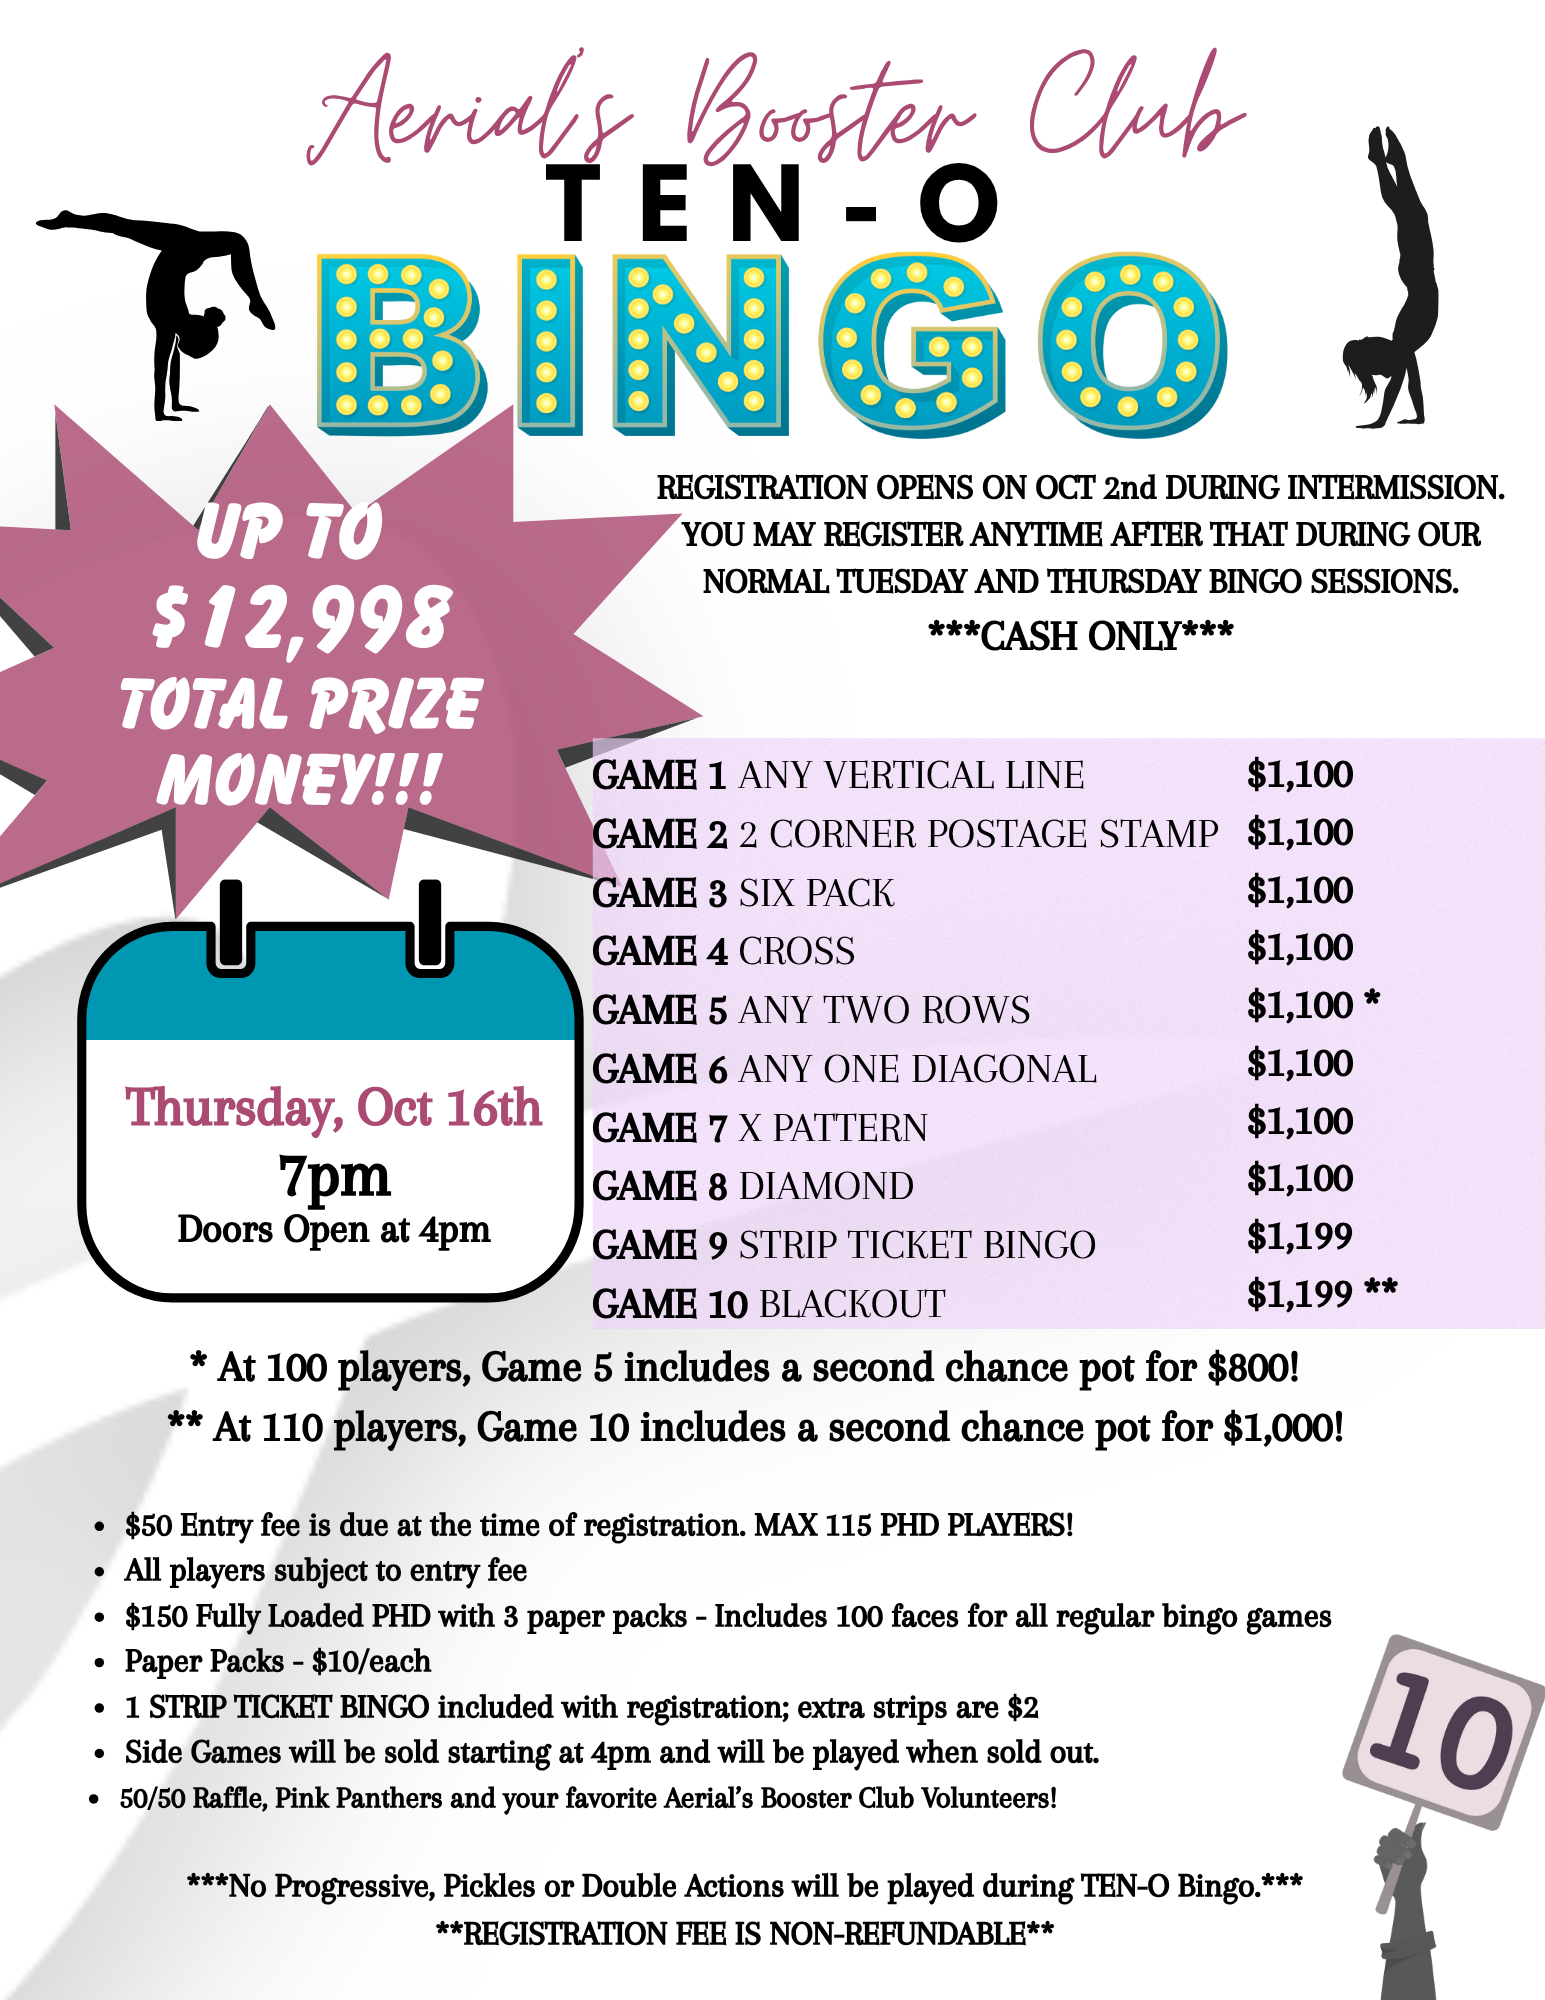 Aerial's Booster Club
TEN-O
BINGO
UP TO
$12,998
TOTAL PRIZE
MONEY!!!
REGISTRATION OPENS ON OCT 2nd DURING INTERMISSION.
YOU MAY REGISTER ANYTIME AFTER THAT DURING OUR
NORMAL TUESDAY AND THURSDAY BINGO SESSIONS.
***CASH ONLY***
GAME 1 ANY VERTICAL LINE $1,100
GAME 2 2 CORNER POSTAGE STAMP $1,100
GAME 3 SIX PACK $1,100
GAME 4 CROSS $1,100
GAME 5 ANY TWO ROWS $1,100 *
GAME 6 ANY ONE DIAGONAL $1,100
GAME 7 X PATTERN $1,100
GAME 8 DIAMOND $1,100
GAME 9 STRIP TICKET BINGO $1,199
GAME 10 BLACKOUT $1,199 **
Thursday, Oct 16th
7pm
Doors Open at 4pm
* At 100 players, Game 5 includes a second chance pot for $800!
** At 110 players, Game 10 includes a second chance pot for $1,000!
• $50 Entry fee is due at the time of registration. MAX 115 PHD PLAYERS!
• All players subject to entry fee
• $150 Fully Loaded PHD with 3 paper packs - Includes 100 faces for all regular bingo games
• Paper Packs - $10/each
• 1 STRIP TICKET BINGO included with registration; extra strips are $2
• Side Games will be sold starting at 4pm and will be played when sold out.
• 50/50 Raffle, Pink Panthers and your favorite Aerial's Booster Club Volunteers!
10
***No Progressive, Pickles or Double Actions will be played during TEN-O Bingo.***
**REGISTRATION FEE IS NON-REFUNDABLE**